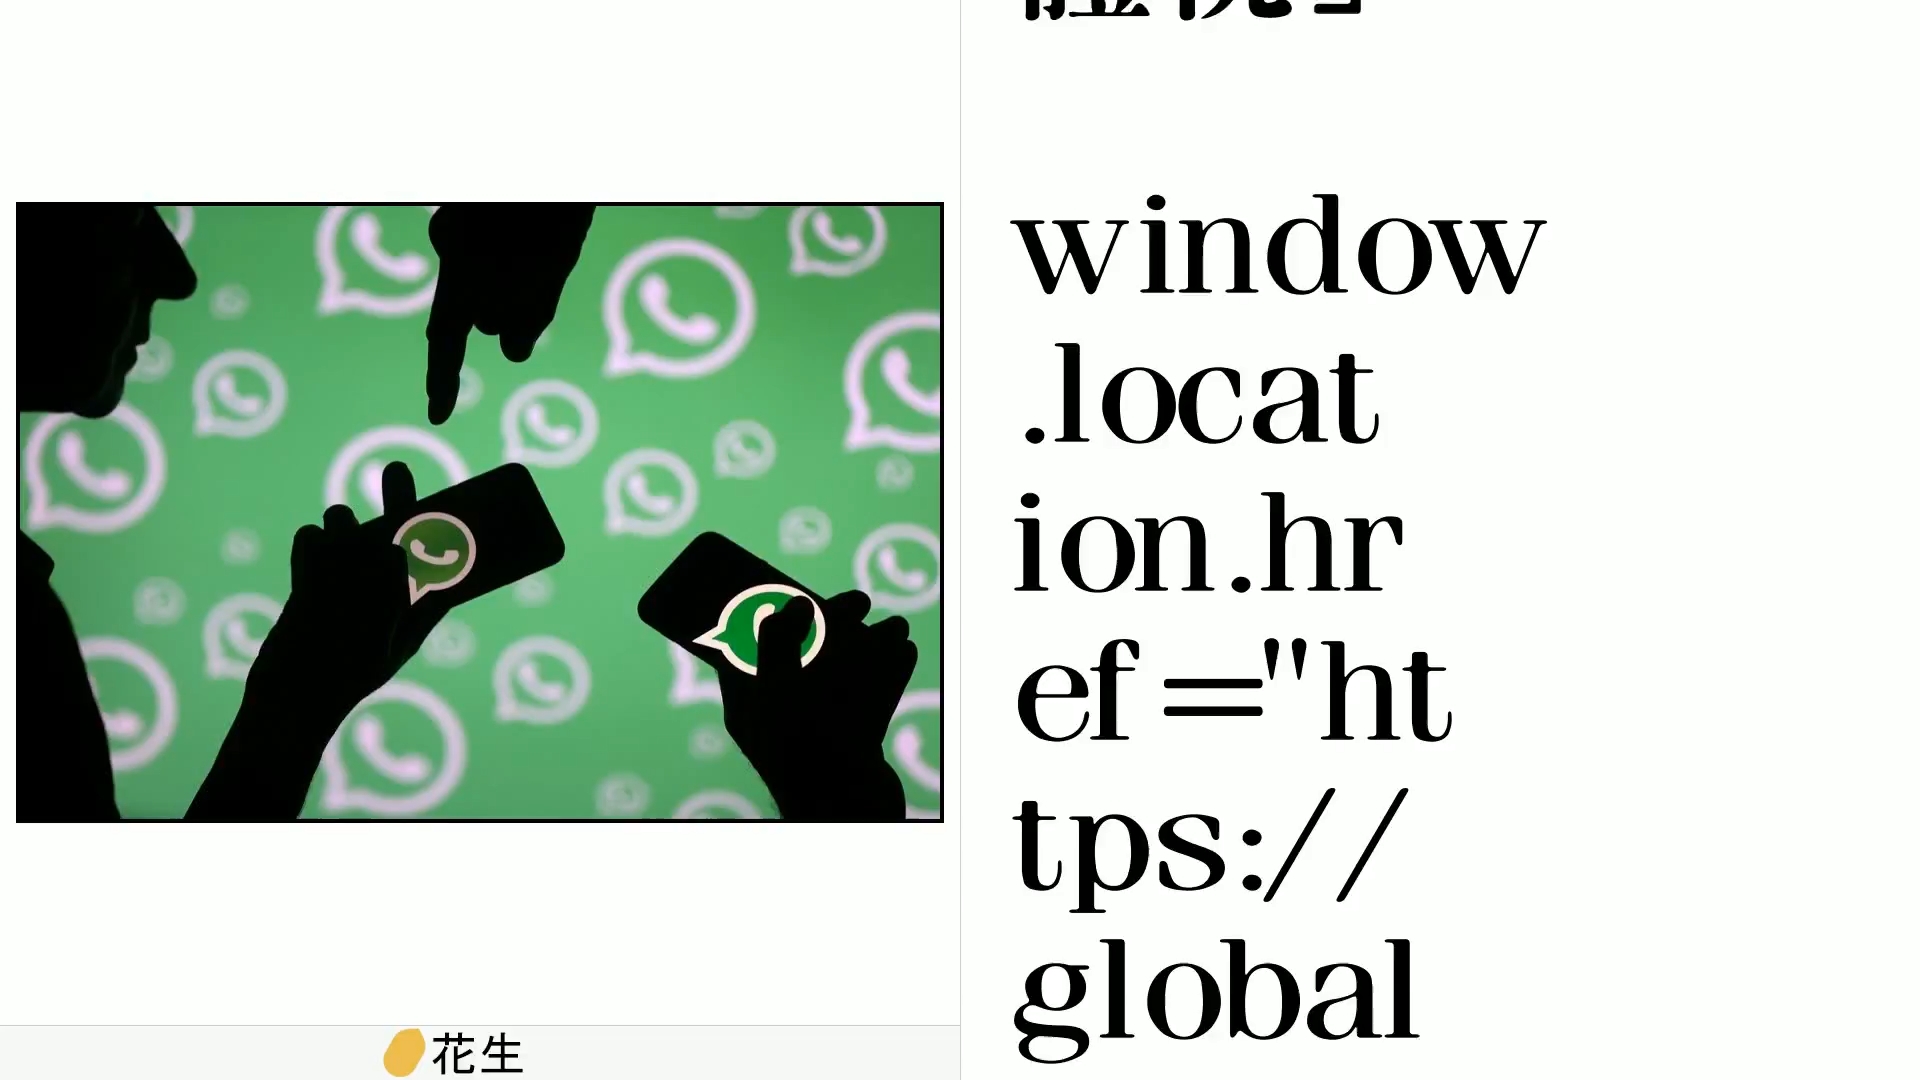 window
.locat
ion.hr
ef="ht
tps://
global
花生